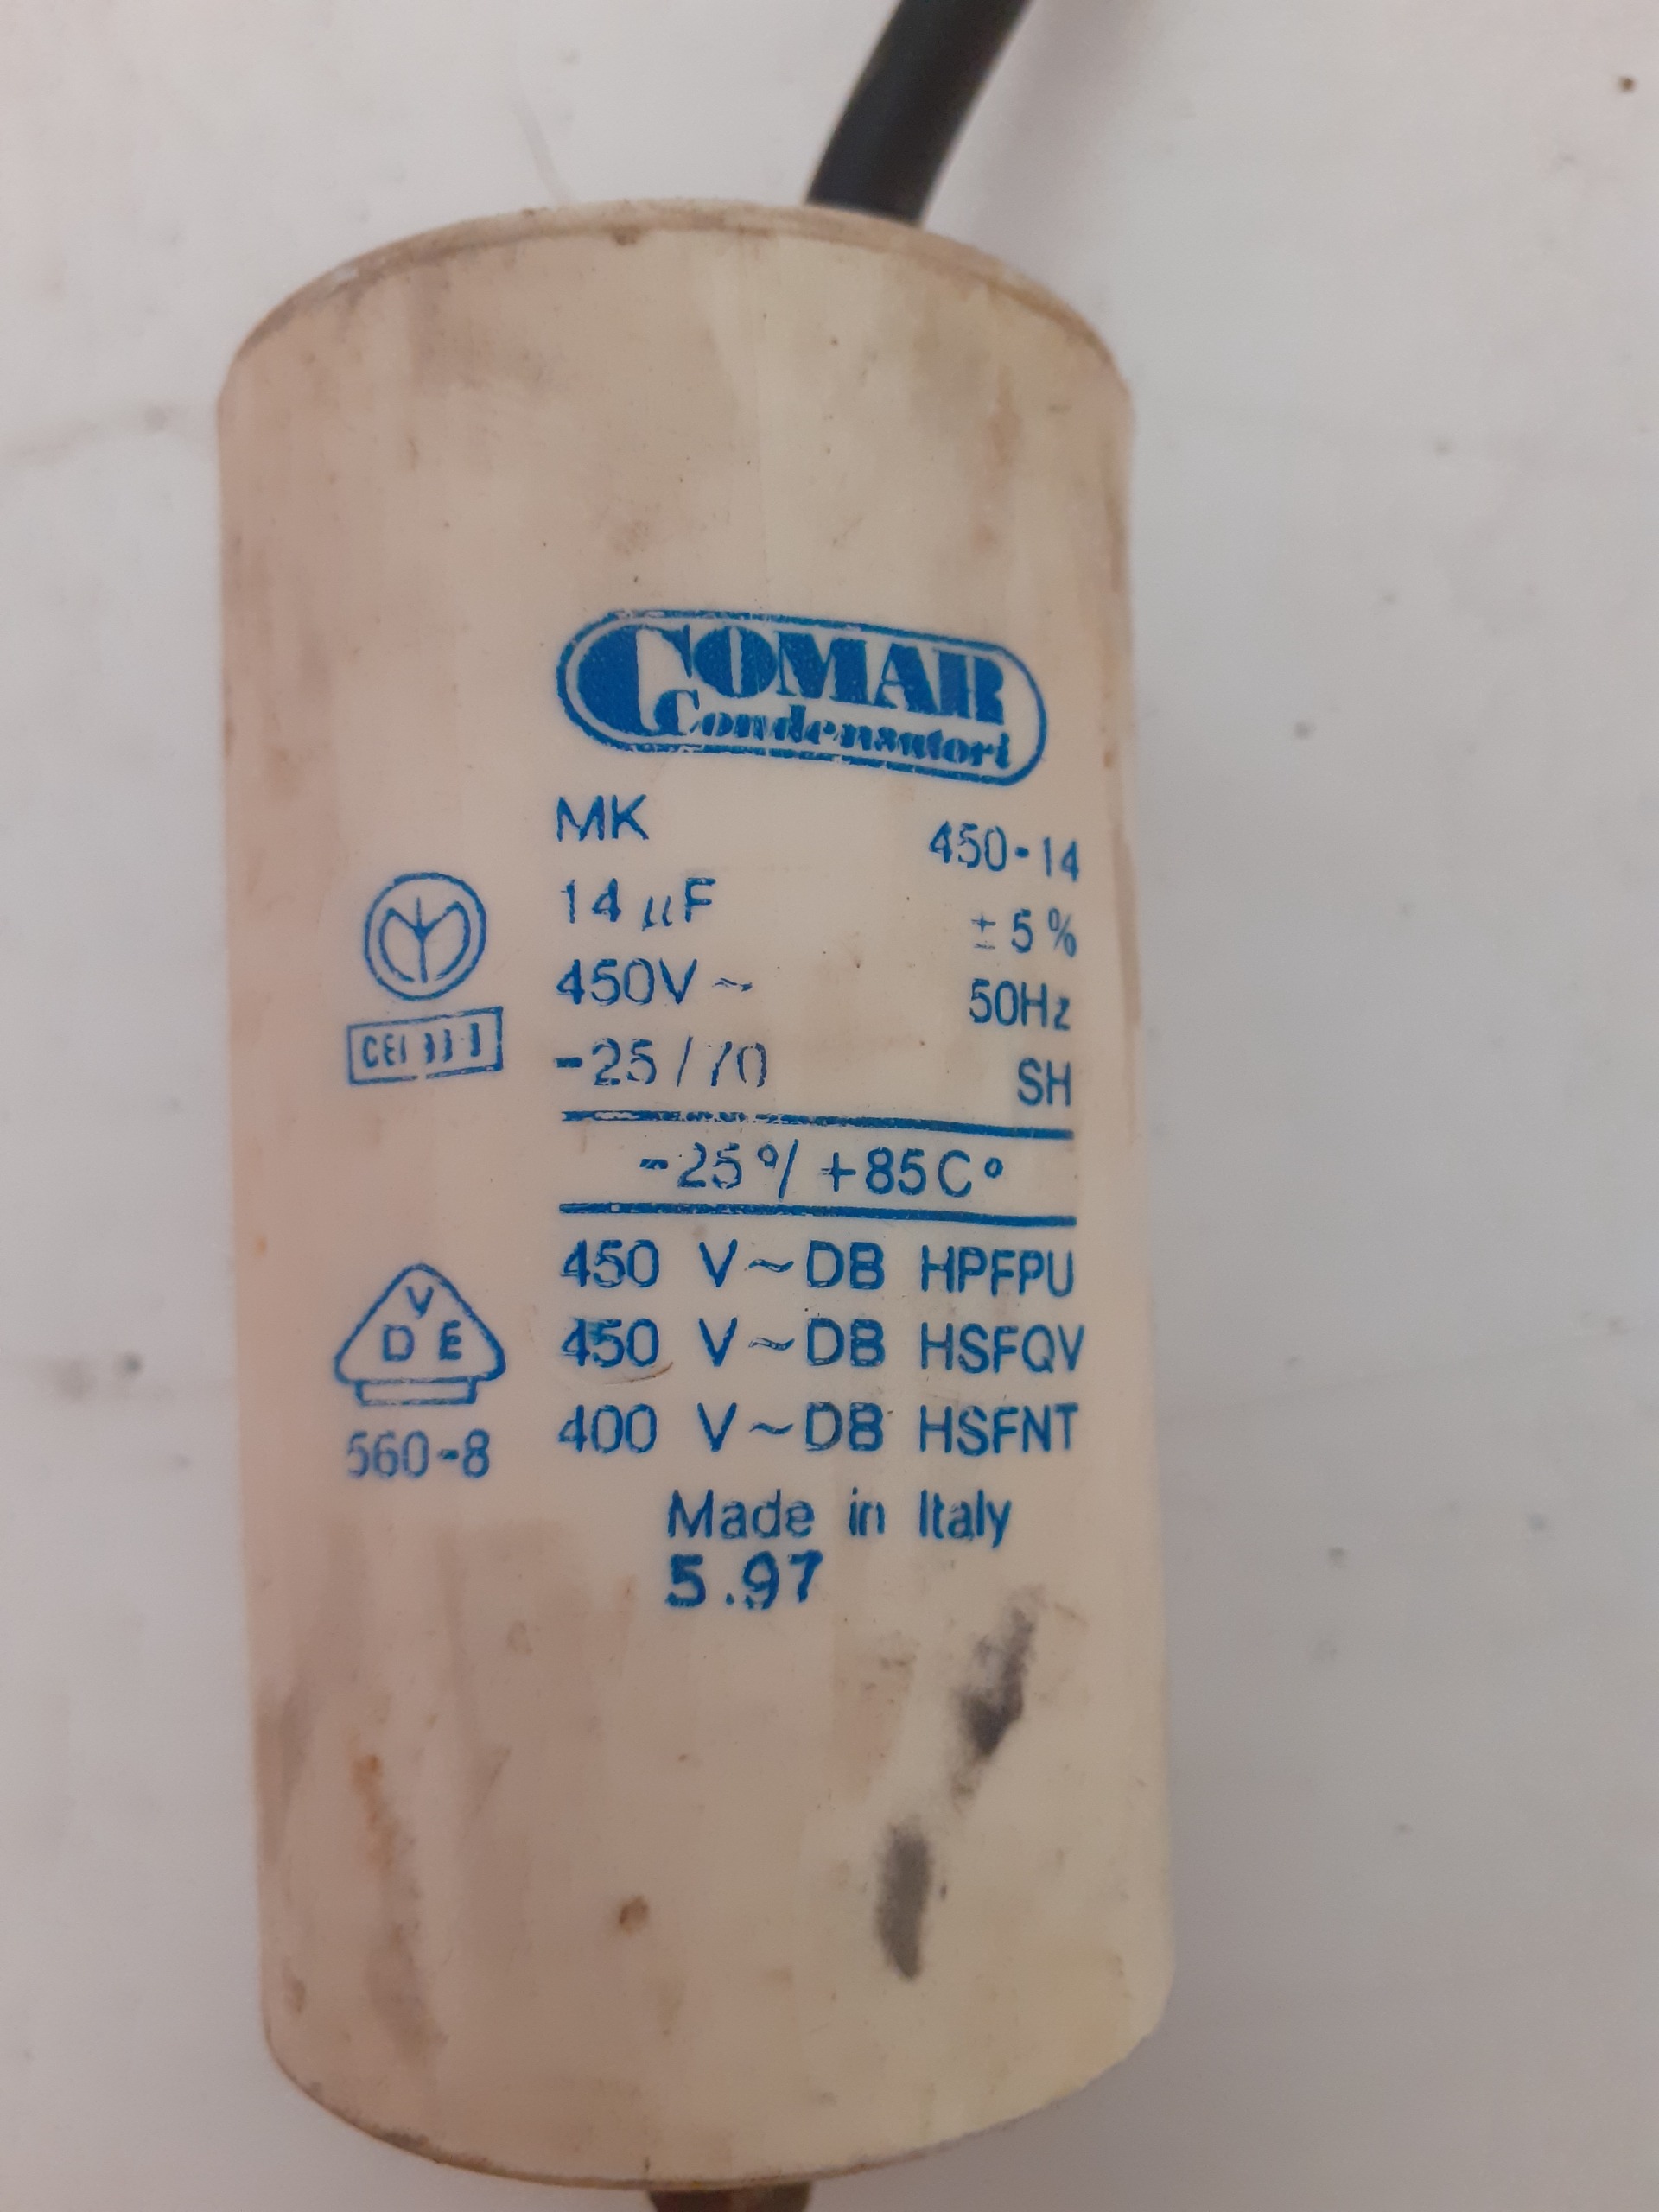 COMAR
Condensatori
MK 450-14
14 µF ± 5 %
450V ~ 50Hz
-25/70 SH
-25°/ +85C°
450 V~DB HPFPU
450 V~DB HSFQV
400 V~DB HSFNT
Made in Italy
5.97
CEI 33-
V
D E
560-8